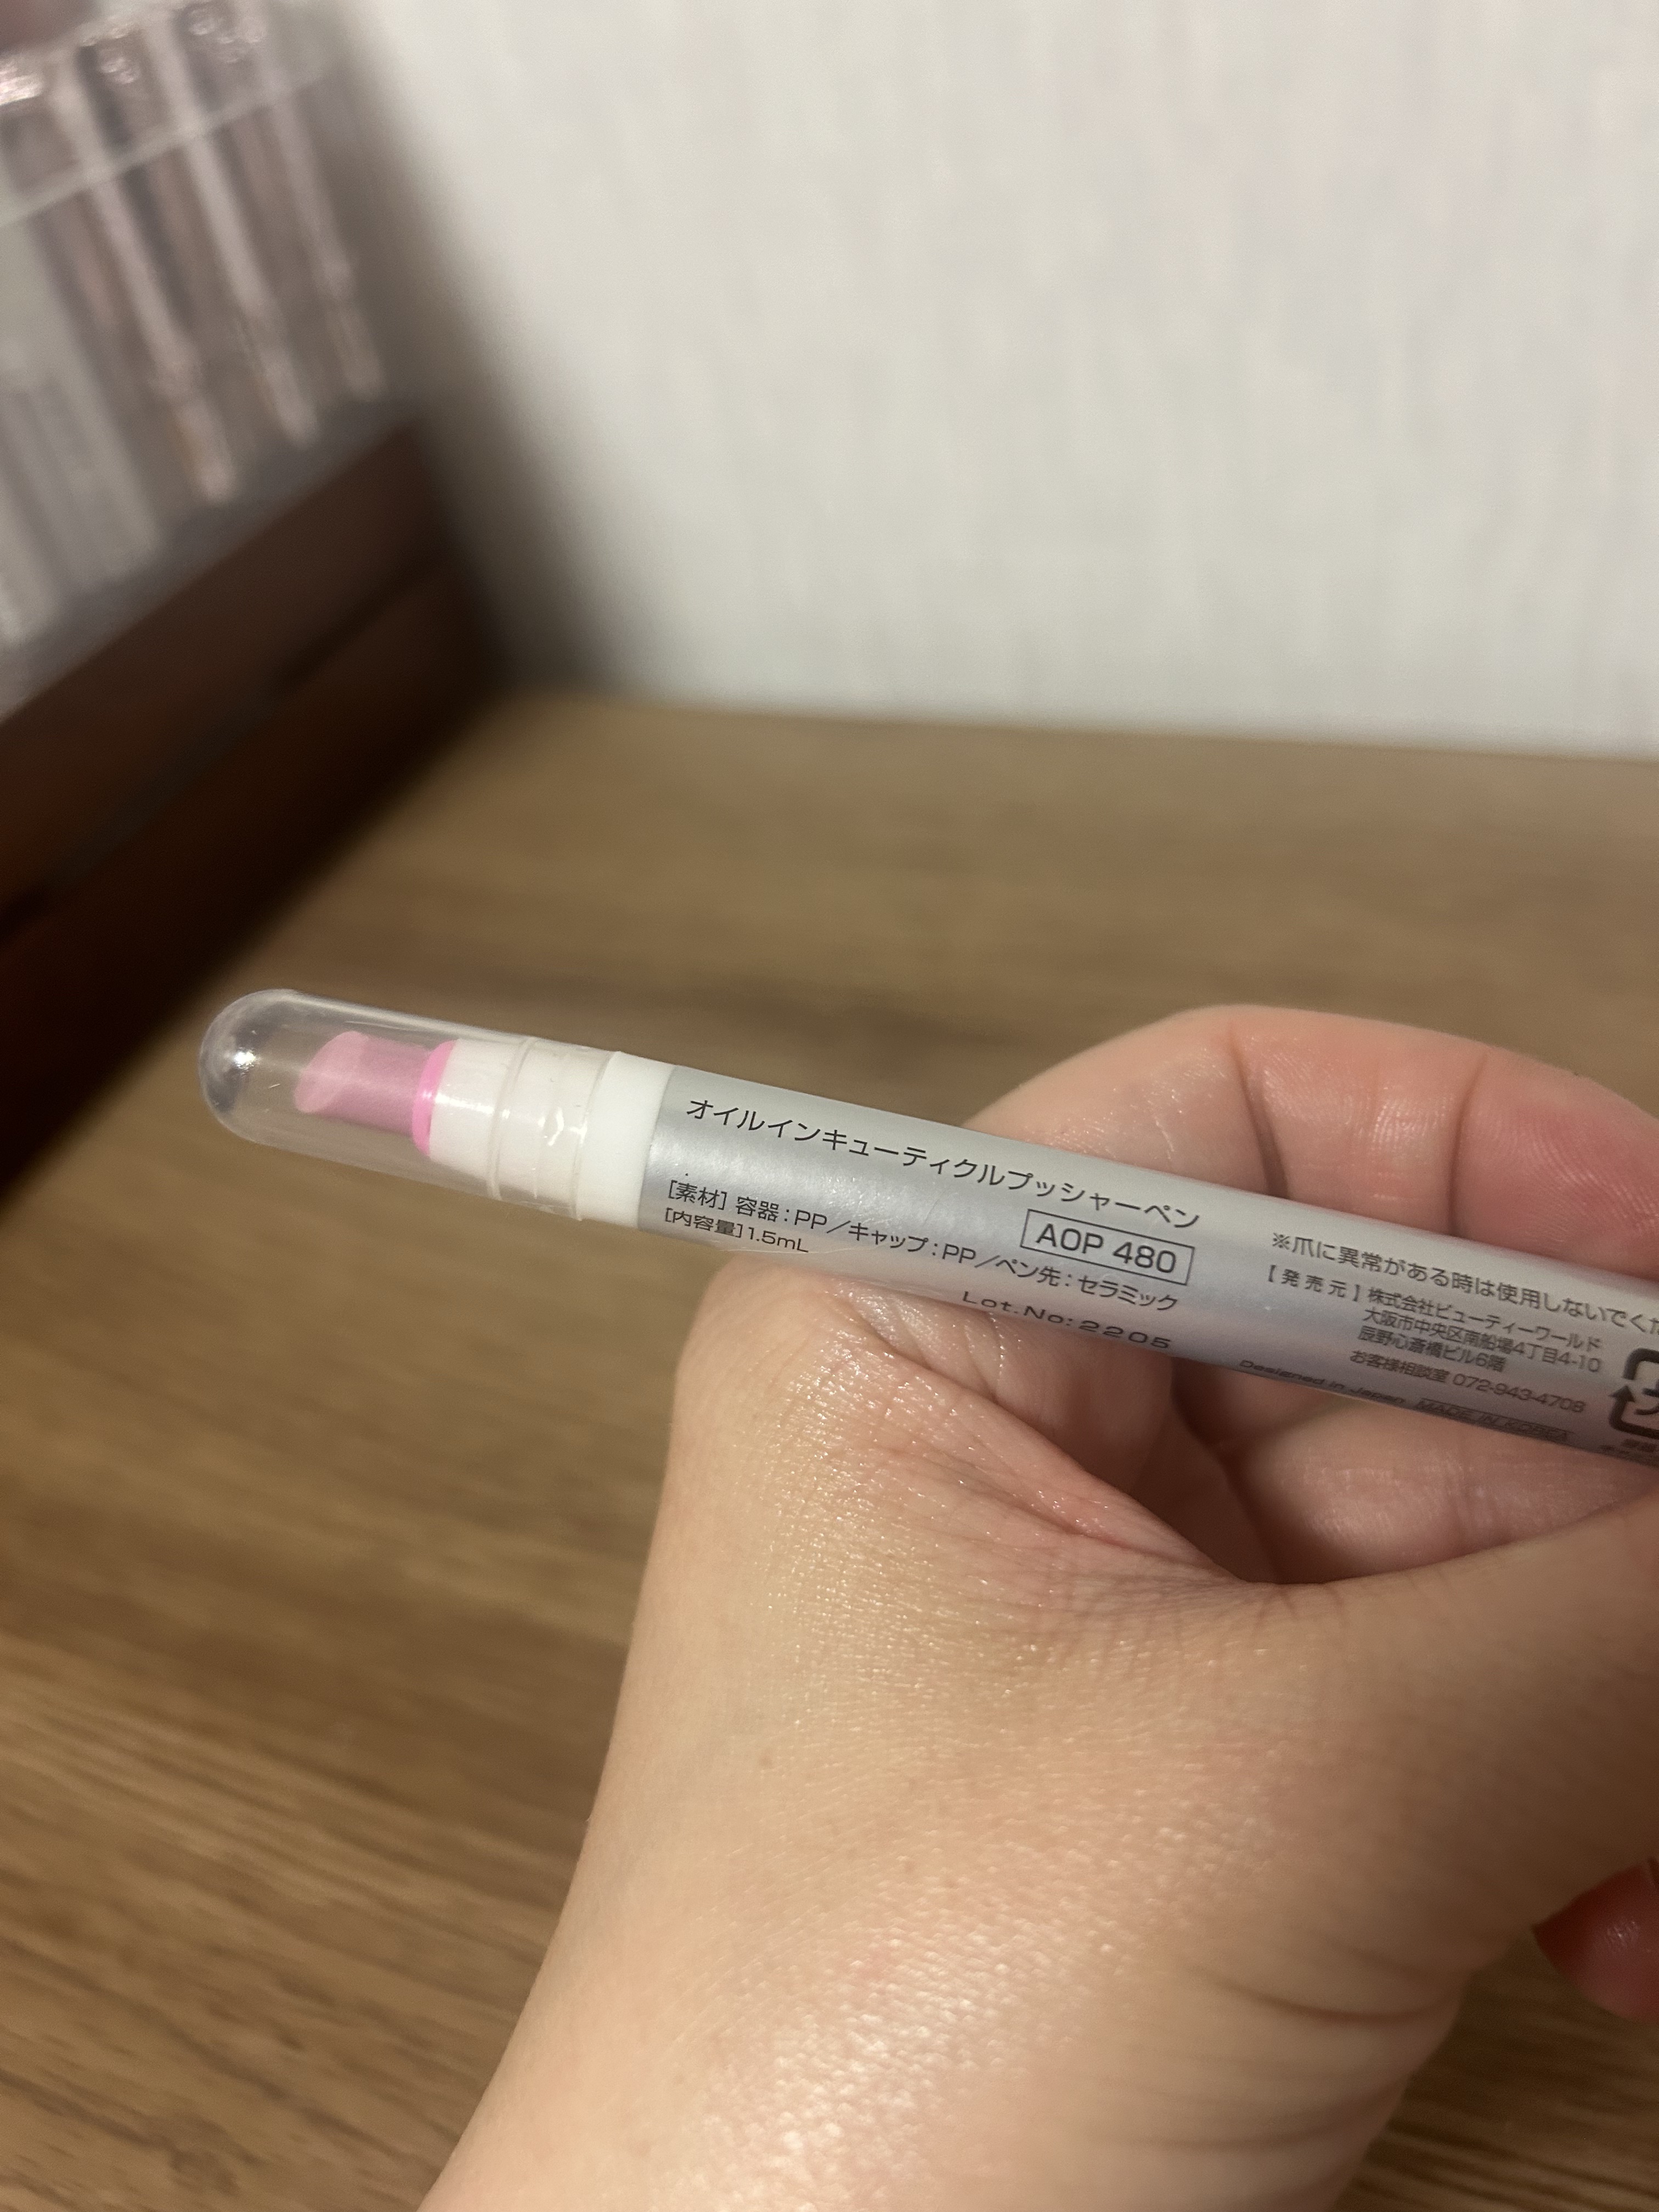 オイルインキューティクルプッシャーペン
AOP 480
[素材] 容器:PP/キャップ:PP/ペン先:セラミック
[内容量]1.5mL
Lot.No:2205
※爪に異常がある時は使用しないでくだ
【発売元】株式会社ビューティーワールド
大阪市中央区南船場4丁目4-10
辰野心斎橋ビル6階
お客様相談室 072-943-4708
Designed in Japan MADE IN KOREA